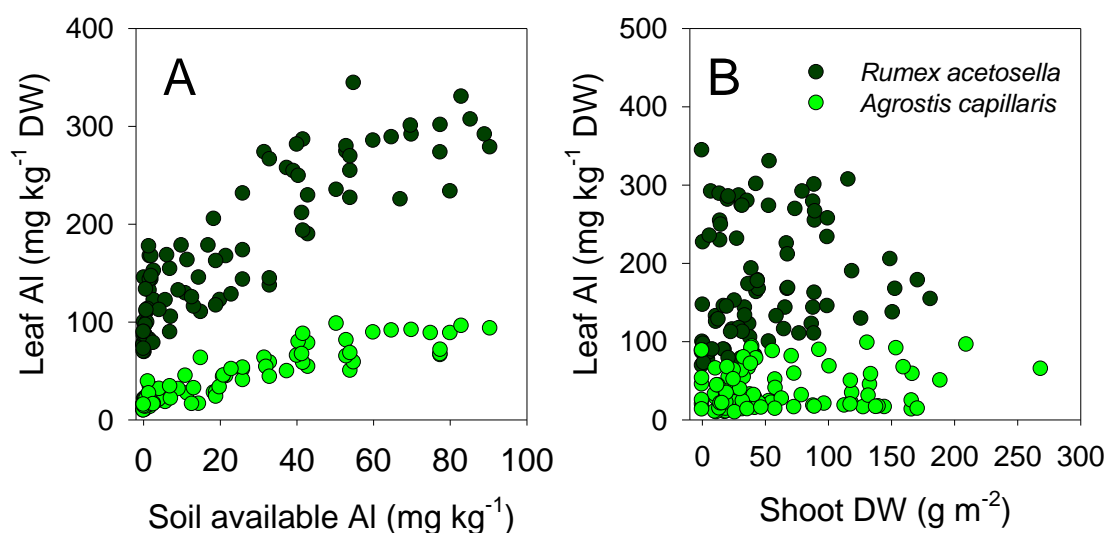 A
Leaf Al (mg kg⁻¹ DW)
400
300
200
100
0
0 20 40 60 80 100
Soil available Al (mg kg⁻¹)
B
Rumex acetosella
Agrostis capillaris
Leaf Al (mg kg⁻¹ DW)
500
400
300
200
100
0
0 50 100 150 200 250 300
Shoot DW (g m⁻²)